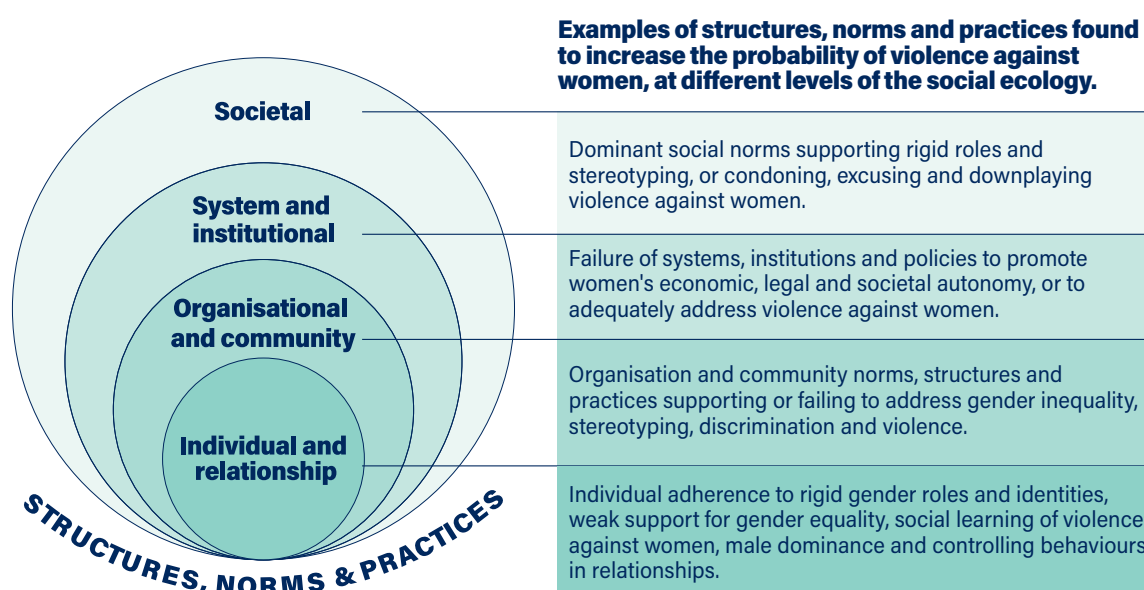 Examples of structures, norms and practices found
to increase the probability of violence against
women, at different levels of the social ecology.
Societal
Dominant social norms supporting rigid roles and
stereotyping, or condoning, excusing and downplaying
violence against women.
System and
institutional
Failure of systems, institutions and policies to promote
women's economic, legal and societal autonomy, or to
adequately address violence against women.
Organisational
and community
Organisation and community norms, structures and
practices supporting or failing to address gender inequality,
stereotyping, discrimination and violence.
Individual and
relationship
Individual adherence to rigid gender roles and identities,
weak support for gender equality, social learning of violence
against women, male dominance and controlling behaviours
in relationships.
STRUCTURES, NORMS & PRACTICES